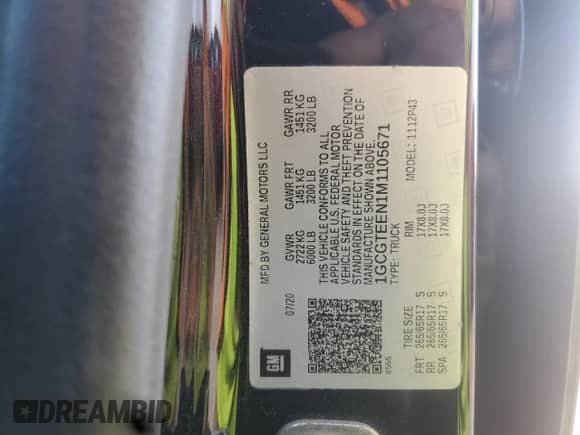 MFD BY GENERAL MOTORS LLC
07/20
GVWR GAWR FRT GAWR RR
2722 KG 1451 KG 1451 KG
6000 LB 3200 LB 3200 LB
THIS VEHICLE CONFORMS TO ALL
APPLICABLE U.S. FEDERAL MOTOR
VEHICLE SAFETY AND THEFT PREVENTION
STANDARDS IN EFFECT ON THE DATE OF
MANUFACTURE SHOWN ABOVE.
1GCGTEEN1M1105671
TYPE: TRUCK MODEL: 1112P43
GM
TIRE SIZE RIM
FRT 265/65R17 S 17X8.0J
RR 265/65R17 S 17X8.0J
SPA 265/65R17 S 17X8.0J
DREAMBID